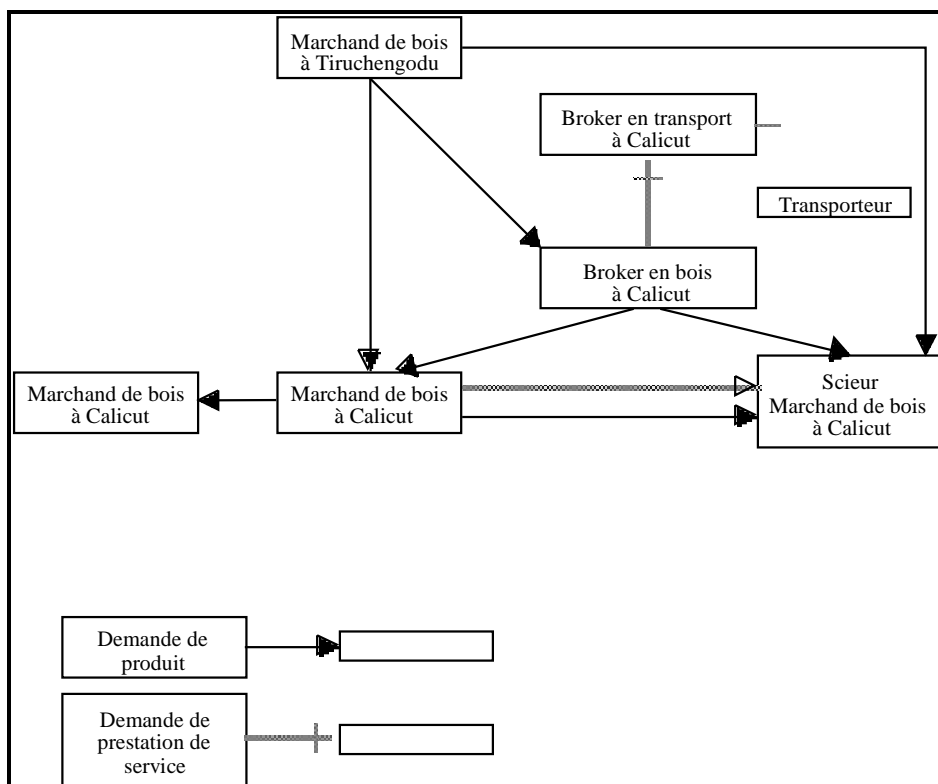 Marchand de bois
à Tiruchengodu
Broker en transport
à Calicut
Transporteur
Broker en bois
à Calicut
Marchand de bois
à Calicut
Marchand de bois
à Calicut
Scieur
Marchand de bois
à Calicut
Demande de
produit
Demande de
prestation de
service